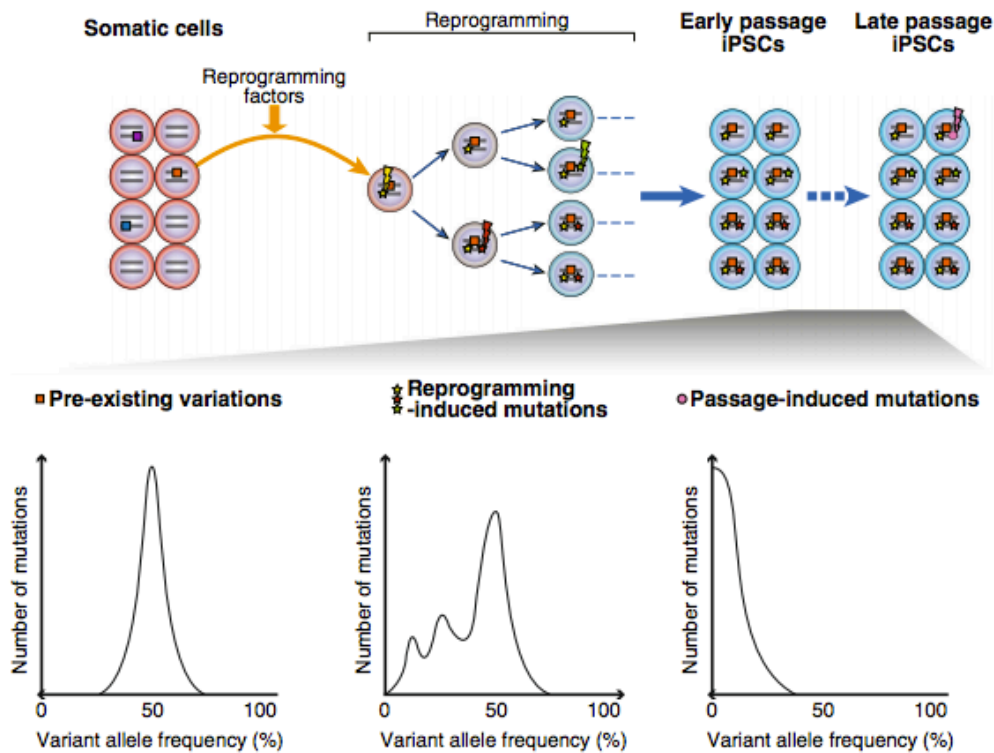 Reprogramming
Somatic cells
Early passage
iPSCs
Late passage
iPSCs
Reprogramming
factors
Pre-existing variations
Reprogramming
-induced mutations
Passage-induced mutations
Number of mutations
0
50
100
Variant allele frequency (%)
Number of mutations
0
50
100
Variant allele frequency (%)
Number of mutations
0
50
100
Variant allele frequency (%)